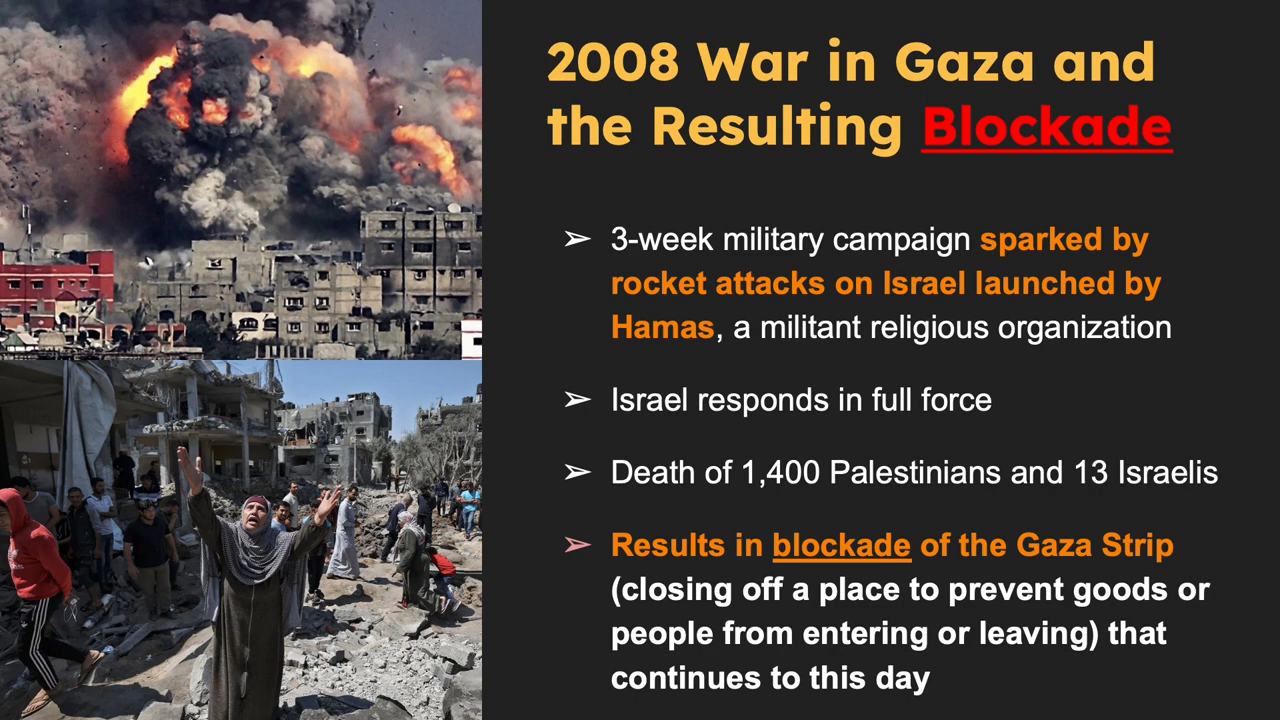 2008 War in Gaza and
the Resulting Blockade
➢ 3-week military campaign sparked by
rocket attacks on Israel launched by
Hamas, a militant religious organization
➢ Israel responds in full force
➢ Death of 1,400 Palestinians and 13 Israelis
➢ Results in blockade of the Gaza Strip
(closing off a place to prevent goods or
people from entering or leaving) that
continues to this day